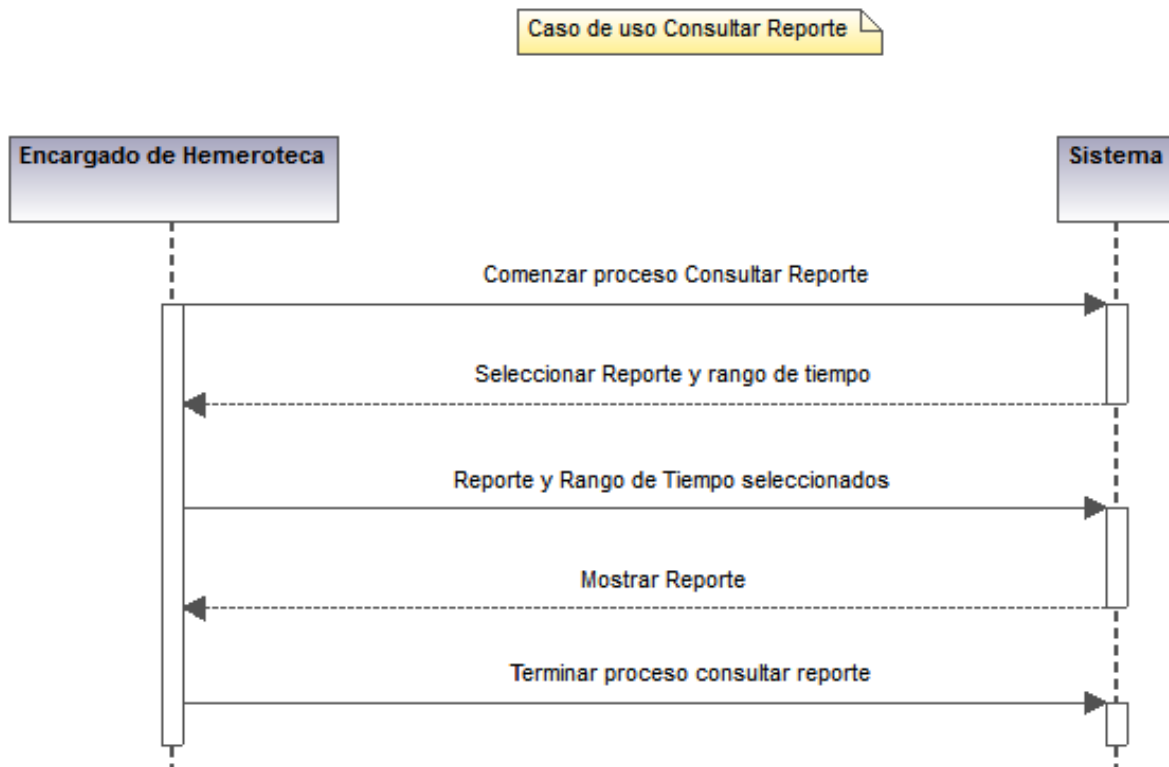 Caso de uso Consultar Reporte
Encargado de Hemeroteca
Sistema
Comenzar proceso Consultar Reporte
Seleccionar Reporte y rango de tiempo
Reporte y Rango de Tiempo seleccionados
Mostrar Reporte
Terminar proceso consultar reporte